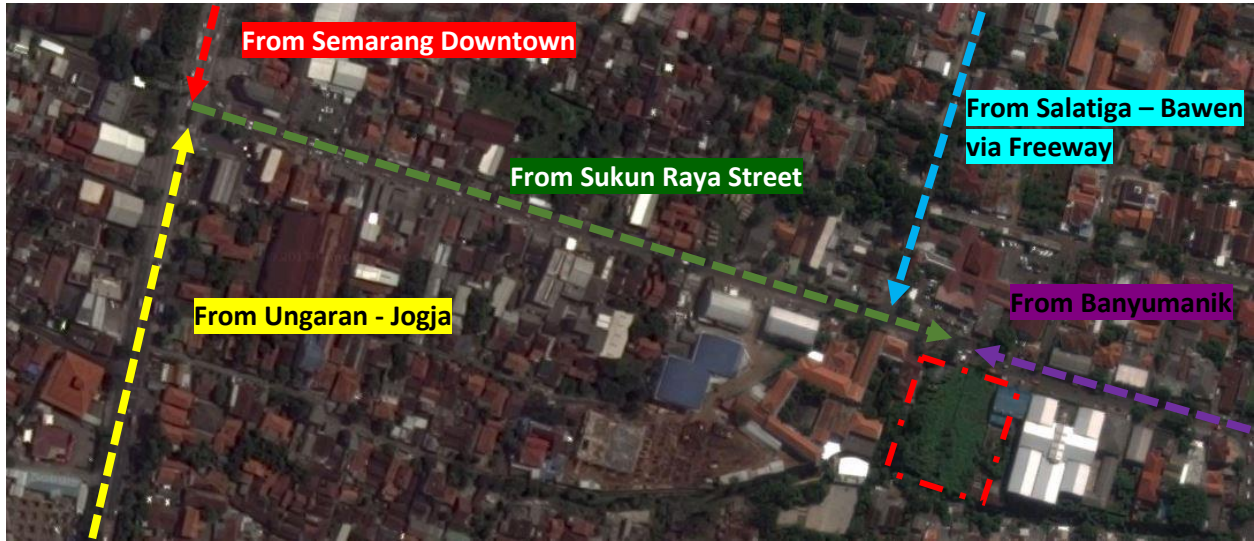 From Semarang Downtown
From Salatiga – Bawen
via Freeway
From Sukun Raya Street
From Banyumanik
From Ungaran - Jogja